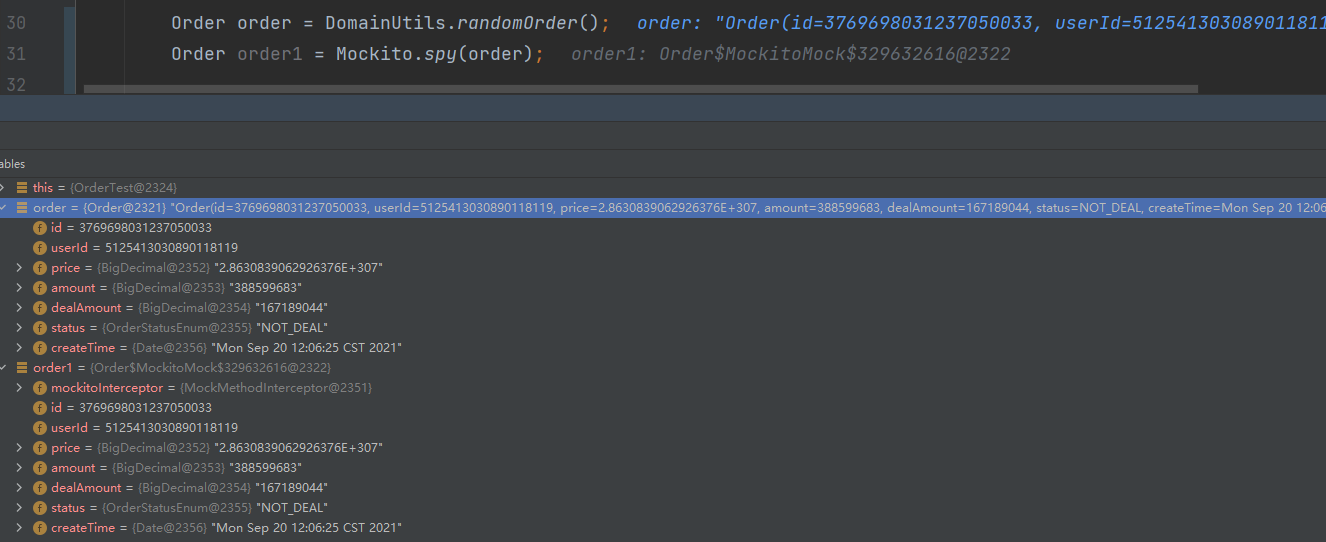 30 Order order = DomainUtils.randomOrder(); order: "Order(id=3769698031237050033, userId=512541303089011811
31 Order order1 = Mockito.spy(order); order1: Order$MockitoMock$329632616@2322
32
ables
this = {OrderTest@2324}
order = {Order@2321} "Order(id=3769698031237050033, userId=5125413030890118119, price=2.8630839062926376E+307, amount=388599683, dealAmount=167189044, status=NOT_DEAL, createTime=Mon Sep 20 12:06
f id = 3769698031237050033
f userId = 5125413030890118119
f price = {BigDecimal@2352} "2.8630839062926376E+307"
f amount = {BigDecimal@2353} "388599683"
f dealAmount = {BigDecimal@2354} "167189044"
f status = {OrderStatusEnum@2355} "NOT_DEAL"
f createTime = {Date@2356} "Mon Sep 20 12:06:25 CST 2021"
order1 = {Order$MockitoMock$329632616@2322}
f mockitoInterceptor = {MockMethodInterceptor@2351}
f id = 3769698031237050033
f userId = 5125413030890118119
f price = {BigDecimal@2352} "2.8630839062926376E+307"
f amount = {BigDecimal@2353} "388599683"
f dealAmount = {BigDecimal@2354} "167189044"
f status = {OrderStatusEnum@2355} "NOT_DEAL"
f createTime = {Date@2356} "Mon Sep 20 12:06:25 CST 2021"